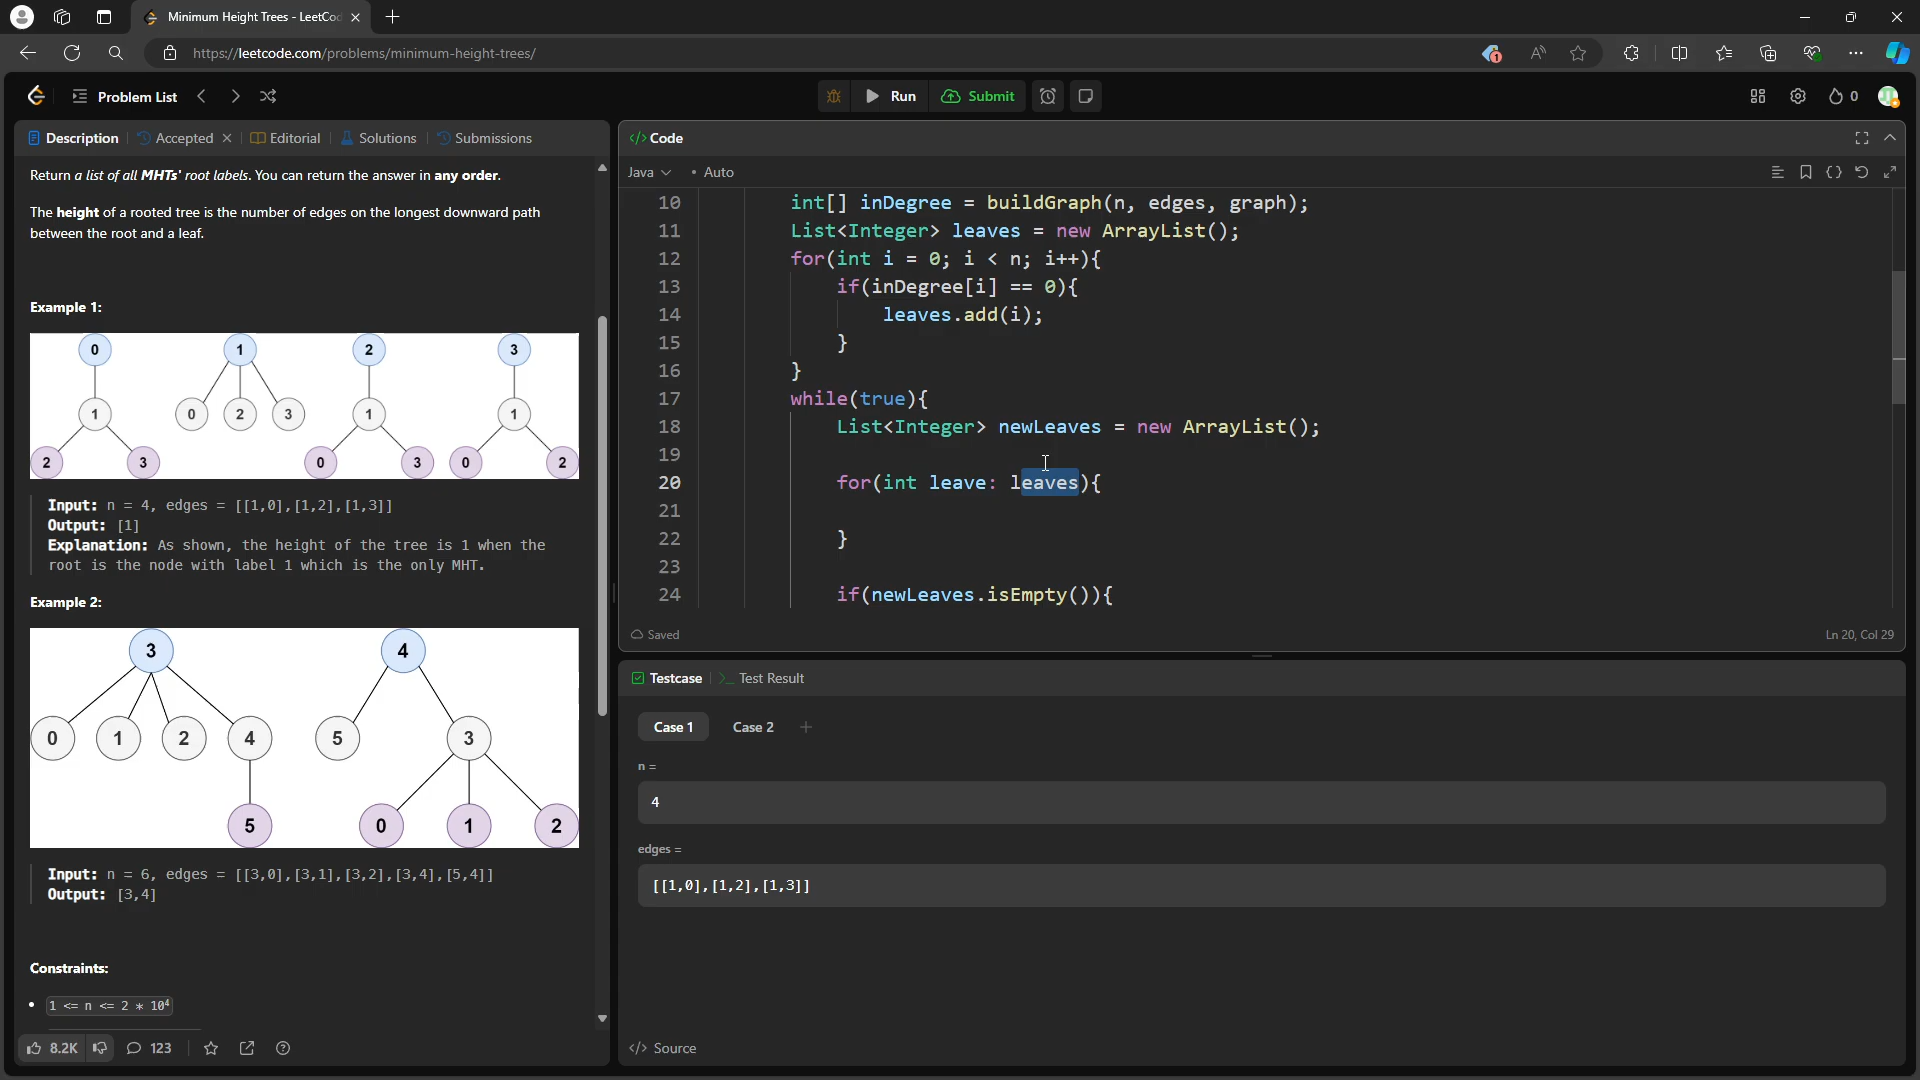 Minimum Height Trees - LeetCo
https://leetcode.com/problems/minimum-height-trees/
1
Problem List
Run
Submit
0
Description
Accepted
Editorial
Solutions
Submissions
Return a list of all MHTs' root labels. You can return the answer in any order.
The height of a rooted tree is the number of edges on the longest downward path
between the root and a leaf.
Example 1:
0 1 2 3
1 0 2 3 1 1
2 3 0 3 0 2
Input: n = 4, edges = [[1,0],[1,2],[1,3]]
Output: [1]
Explanation: As shown, the height of the tree is 1 when the
root is the node with label 1 which is the only MHT.
Example 2:
3 4
0 1 2 4 5 3
5 0 1 2
Input: n = 6, edges = [[3,0],[3,1],[3,2],[3,4],[5,4]]
Output: [3,4]
Constraints:
1 <= n <= 2 * 10⁴
8.2K
123
</> Code
Java
Auto
10 int[] inDegree = buildGraph(n, edges, graph);
11 List<Integer> leaves = new ArrayList();
12 for(int i = 0; i < n; i++){
13 if(inDegree[i] == 0){
14 leaves.add(i);
15 }
16 }
17 while(true){
18 List<Integer> newLeaves = new ArrayList();
19
20 for(int leave: leaves){
21
22 }
23
24 if(newLeaves.isEmpty()){
Saved
Ln 20, Col 29
Testcase
>_ Test Result
Case 1
Case 2
n =
4
edges =
[[1,0],[1,2],[1,3]]
</> Source